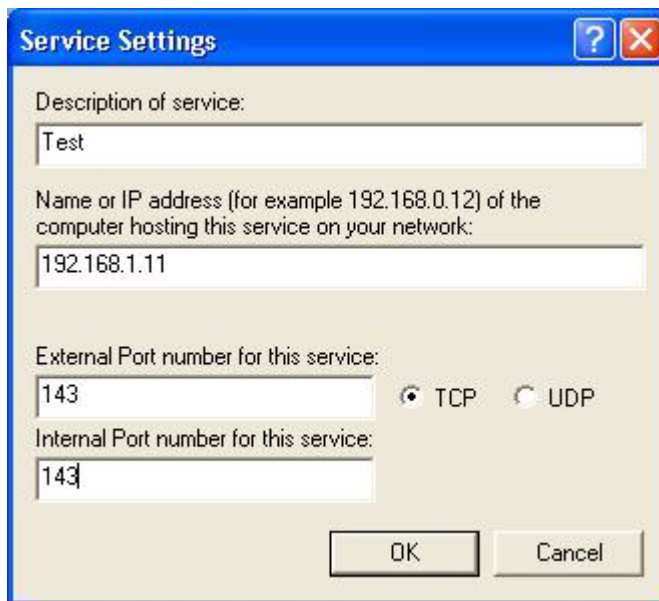 Service Settings
Description of service:
Test
Name or IP address (for example 192.168.0.12) of the
computer hosting this service on your network:
192.168.1.11
External Port number for this service:
143
TCP
UDP
Internal Port number for this service:
143
OK
Cancel